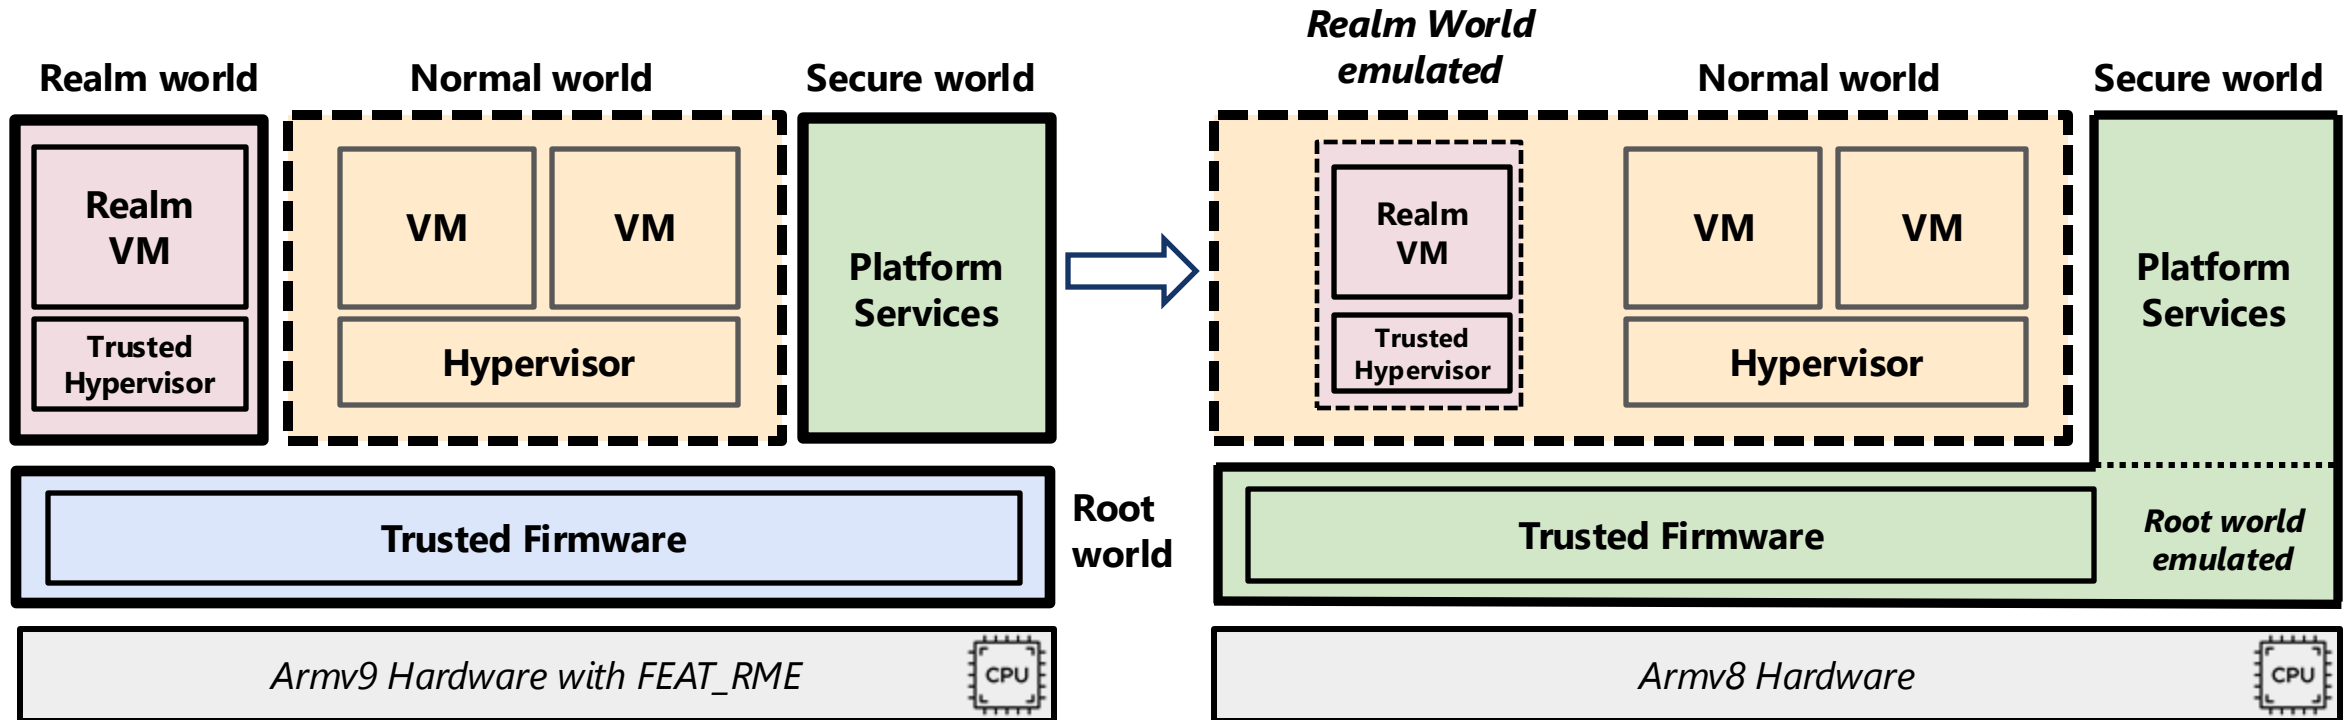 Realm world
Normal world
Secure world
Realm
VM
Trusted
Hypervisor
VM
VM
Hypervisor
Platform
Services
Trusted Firmware
Root
world
Armv9 Hardware with FEAT_RME
CPU
Realm World
emulated
Normal world
Secure world
Realm
VM
Trusted
Hypervisor
VM
VM
Hypervisor
Platform
Services
Trusted Firmware
Root world
emulated
Armv8 Hardware
CPU